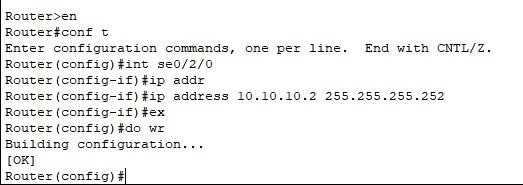 Router>en
Router#conf t
Enter configuration commands, one per line.  End with CNTL/Z.
Router(config)#int se0/2/0
Router(config-if)#ip addr
Router(config-if)#ip address 10.10.10.2 255.255.255.252
Router(config-if)#ex
Router(config)#do wr
Building configuration...
[OK]
Router(config)#